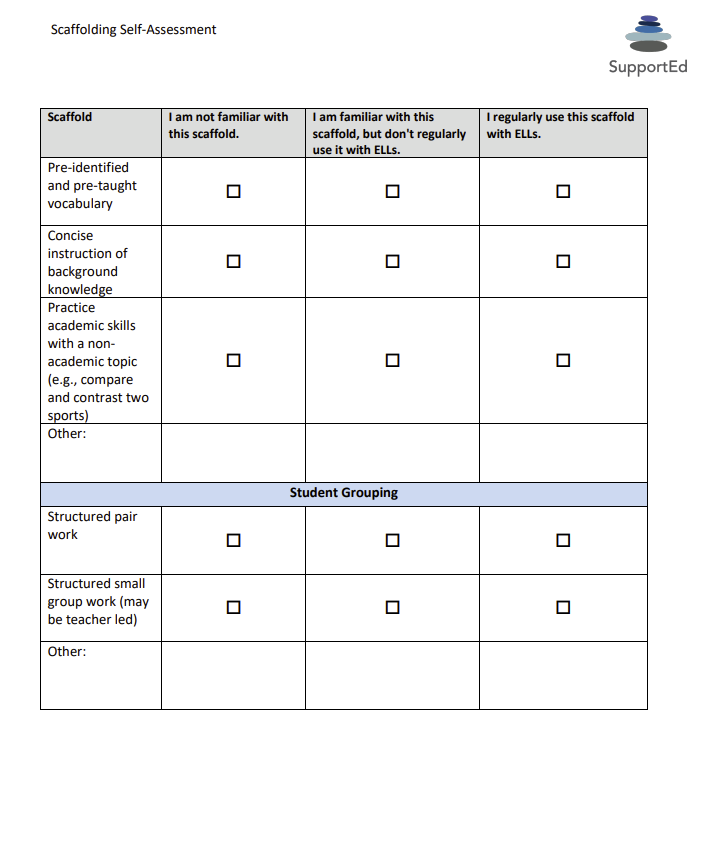 Scaffolding Self-Assessment
SupportEd
Scaffold
I am not familiar with
this scaffold.
I am familiar with this
scaffold, but don't regularly
use it with ELLs.
I regularly use this scaffold
with ELLs.
Pre-identified
and pre-taught
vocabulary
☐ ☐ ☐
Concise
instruction of
background
knowledge
☐ ☐ ☐
Practice
academic skills
with a non-
academic topic
(e.g., compare
and contrast two
sports)
☐ ☐ ☐
Other:
Student Grouping
Structured pair
work
☐ ☐ ☐
Structured small
group work (may
be teacher led)
☐ ☐ ☐
Other: